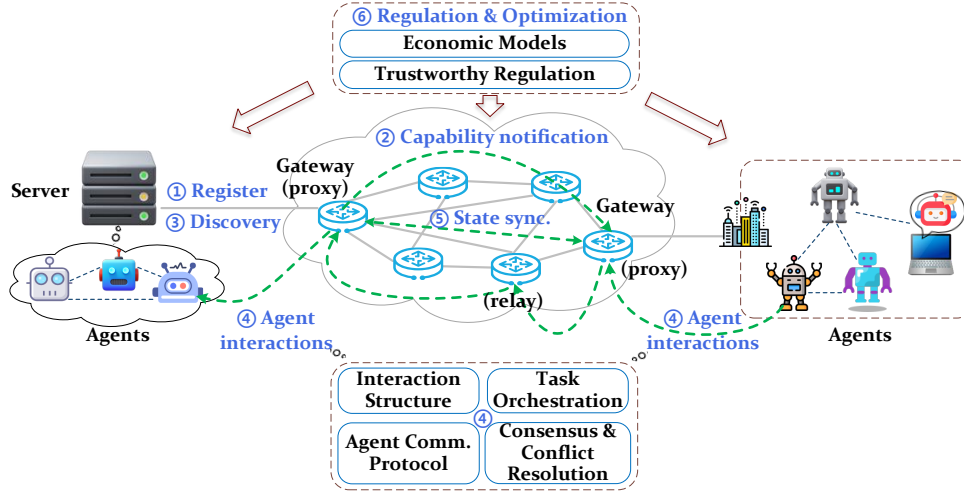 ⑥ Regulation & Optimization
Economic Models
Trustworthy Regulation
② Capability notification
Gateway
(proxy)
Server
① Register
③ Discovery
⑤ State sync.
Gateway
(proxy)
(relay)
Agents
④ Agent
interactions
④ Agent
interactions
Agents
Interaction
Structure
Task
Orchestration
④
Agent Comm.
Protocol
Consensus &
Conflict
Resolution